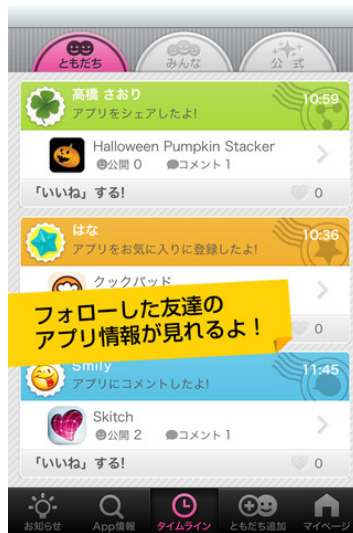 ともだち
みんな
公式
高橋 さおり
10:59
アプリをシェアしたよ!
Halloween Pumpkin Stacker
公開 0 コメント 1
「いいね」する!
0
はな
10:36
アプリをお気に入りに登録したよ!
クックパッド
フォローした友達の
アプリ情報が見れるよ！
0
Smily
11:45
アプリにコメントしたよ!
Skitch
公開 2 コメント 1
「いいね」する!
0
お知らせ
App情報
タイムライン
ともだち追加
マイページ